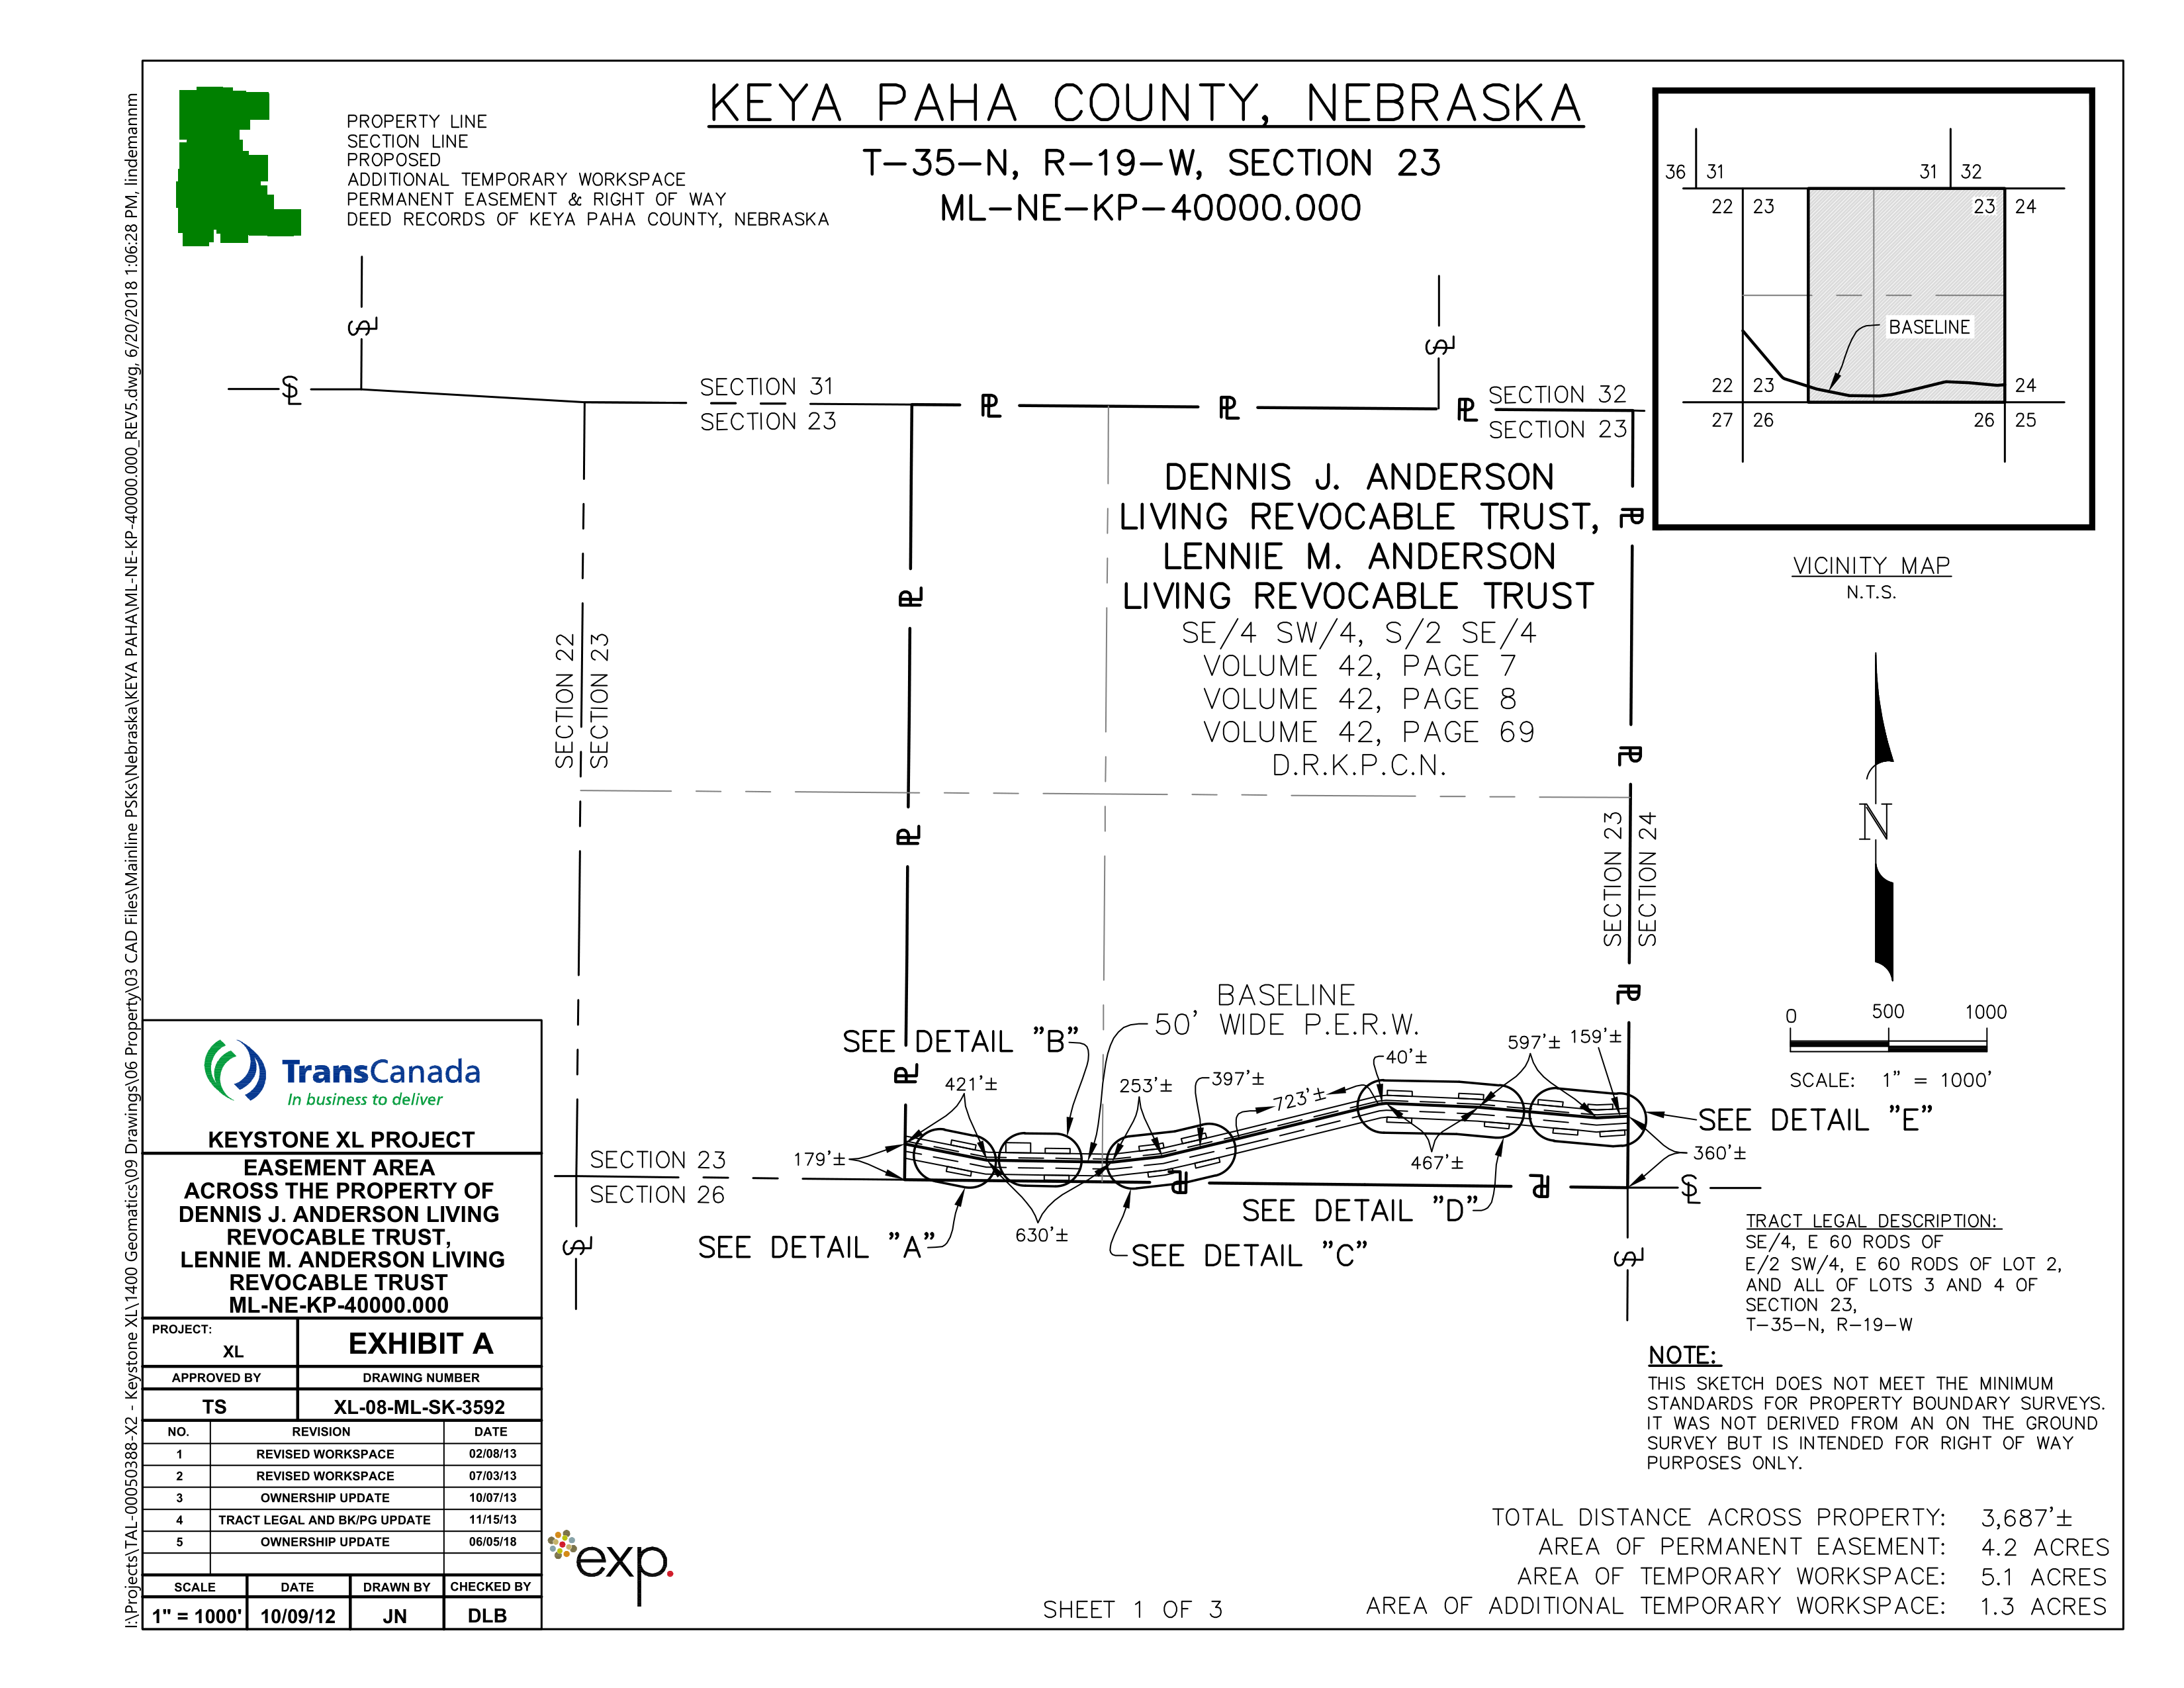 I:\Projects\TAL-00050388-X2 - Keystone XL\1400 Geomatics\09 Drawings\06 Property\03 CAD Files\Mainline PSKs\Nebraska\KEYA PAHA\ML-NE-KP-40000.000_REV5.dwg, 6/20/2018 1:06:28 PM, lindemanm
PROPERTY LINE
SECTION LINE
PROPOSED
ADDITIONAL TEMPORARY WORKSPACE
PERMANENT EASEMENT & RIGHT OF WAY
DEED RECORDS OF KEYA PAHA COUNTY, NEBRASKA
KEYA PAHA COUNTY, NEBRASKA
T-35-N, R-19-W, SECTION 23
ML-NE-KP-40000.000
36 31
31 32
22 23
23 24
BASELINE
22 23
24
27 26
26 25
VICINITY MAP
N.T.S.
SECTION 31
SECTION 23
SECTION 32
SECTION 23
DENNIS J. ANDERSON
LIVING REVOCABLE TRUST,
LENNIE M. ANDERSON
LIVING REVOCABLE TRUST
SE/4 SW/4, S/2 SE/4
VOLUME 42, PAGE 7
VOLUME 42, PAGE 8
VOLUME 42, PAGE 69
D.R.K.P.C.N.
SECTION 22
SECTION 23
SECTION 23
SECTION 24
N
0 500 1000
SCALE: 1" = 1000'
BASELINE
50' WIDE P.E.R.W.
SEE DETAIL "B"
421'±
253'±
397'±
723'±
40'±
597'±
159'±
SEE DETAIL "E"
179'±
467'±
360'±
SECTION 23
SECTION 26
630'±
SEE DETAIL "A"
SEE DETAIL "C"
SEE DETAIL "D"
TRACT LEGAL DESCRIPTION:
SE/4, E 60 RODS OF
E/2 SW/4, E 60 RODS OF LOT 2,
AND ALL OF LOTS 3 AND 4 OF
SECTION 23,
T-35-N, R-19-W
NOTE:
THIS SKETCH DOES NOT MEET THE MINIMUM
STANDARDS FOR PROPERTY BOUNDARY SURVEYS.
IT WAS NOT DERIVED FROM AN ON THE GROUND
SURVEY BUT IS INTENDED FOR RIGHT OF WAY
PURPOSES ONLY.
TOTAL DISTANCE ACROSS PROPERTY: 3,687'±
AREA OF PERMANENT EASEMENT: 4.2 ACRES
AREA OF TEMPORARY WORKSPACE: 5.1 ACRES
AREA OF ADDITIONAL TEMPORARY WORKSPACE: 1.3 ACRES
SHEET 1 OF 3
exp.
TransCanada
In business to deliver
KEYSTONE XL PROJECT
EASEMENT AREA
ACROSS THE PROPERTY OF
DENNIS J. ANDERSON LIVING
REVOCABLE TRUST,
LENNIE M. ANDERSON LIVING
REVOCABLE TRUST
ML-NE-KP-40000.000
PROJECT:
XL
EXHIBIT A
APPROVED BY DRAWING NUMBER
TS XL-08-ML-SK-3592
NO. REVISION DATE
1 REVISED WORKSPACE 02/08/13
2 REVISED WORKSPACE 07/03/13
3 OWNERSHIP UPDATE 10/07/13
4 TRACT LEGAL AND BK/PG UPDATE 11/15/13
5 OWNERSHIP UPDATE 06/05/18
SCALE DATE DRAWN BY CHECKED BY
1" = 1000' 10/09/12 JN DLB